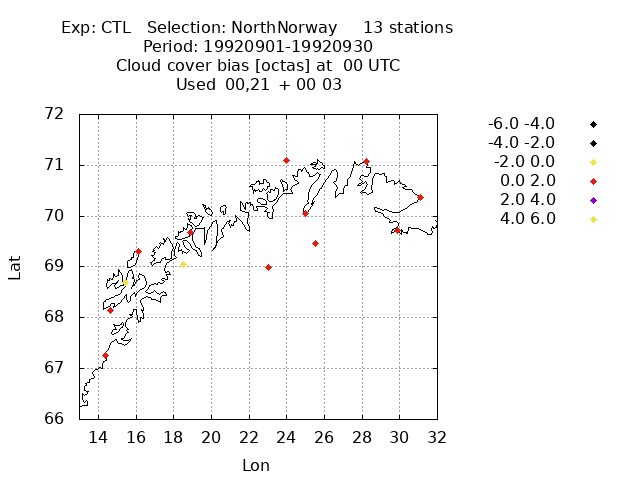 Exp: CTL   Selection: NorthNorway     13 stations
Period: 19920901-19920930
Cloud cover bias [octas] at  00 UTC
Used  00,21  + 00 03
72
71
70
69
68
67
66
Lat
14 16 18 20 22 24 26 28 30 32
Lon
-6.0 -4.0
-4.0 -2.0
-2.0 0.0
0.0 2.0
2.0 4.0
4.0 6.0